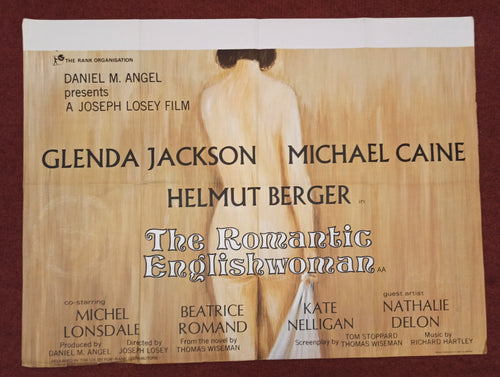 THE RANK ORGANISATION
DANIEL M. ANGEL
presents
A JOSEPH LOSEY FILM
GLENDA JACKSON MICHAEL CAINE
HELMUT BERGER in
The Romantic
Englishwoman AA
co-starring
MICHEL
LONSDALE
BEATRICE
ROMAND
KATE
NELLIGAN
guest artist
NATHALIE
DELON
Produced by
DANIEL M. ANGEL
Directed by
JOSEPH LOSEY
From the novel by
THOMAS WISEMAN
Screenplay by TOM STOPPARD
THOMAS WISEMAN
Music by
RICHARD HARTLEY